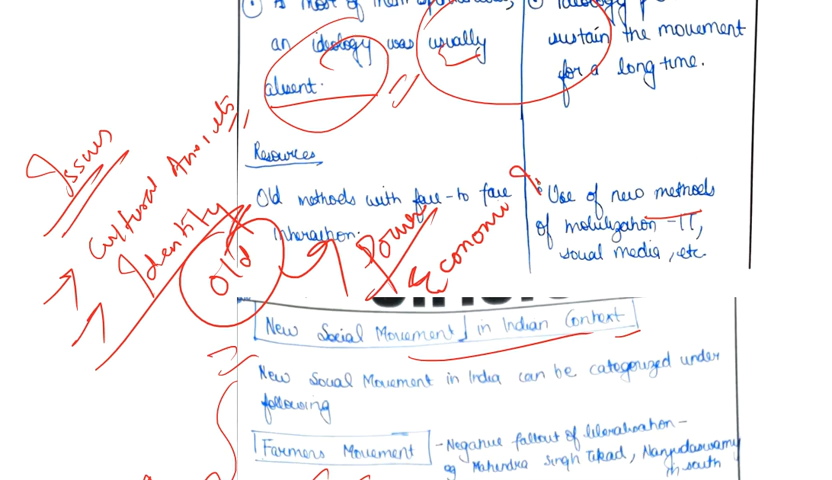 an ideology was usually
absent.
sustain the movement
for a long time.
Issues
→ Cultural
→ Identity
Old
Power
Economic
Resources
Old methods with face-to face
interaction.
• Use of new methods
of mobilization - IT,
social media, etc.
New Social Movement in Indian Context
New Social Movement in India can be categorized under
following
Farmers Movement
- Negative fallout of liberalisation -
eg Mahendra Singh Tikad, Nanjudaswamy
in south